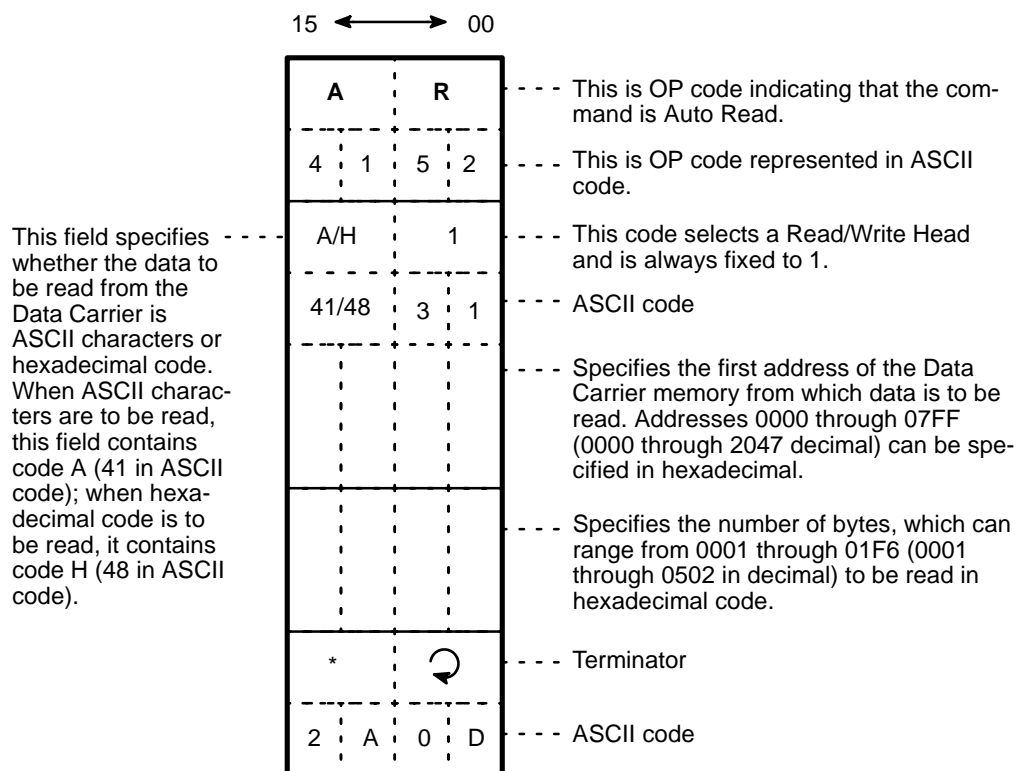 15 00
A R
This is OP code indicating that the com-
mand is Auto Read.
4 1 5 2
This is OP code represented in ASCII
code.
This field specifies
whether the data to
be read from the
Data Carrier is
ASCII characters or
hexadecimal code.
When ASCII charac-
ters are to be read,
this field contains
code A (41 in ASCII
code); when hexa-
decimal code is to
be read, it contains
code H (48 in ASCII
code).
A/H 1
This code selects a Read/Write Head
and is always fixed to 1.
41/48 3 1
ASCII code
Specifies the first address of the Data
Carrier memory from which data is to be
read. Addresses 0000 through 07FF
(0000 through 2047 decimal) can be spe-
cified in hexadecimal.
Specifies the number of bytes, which can
range from 0001 through 01F6 (0001
through 0502 in decimal) to be read in
hexadecimal code.
*
Terminator
2 A 0 D
ASCII code